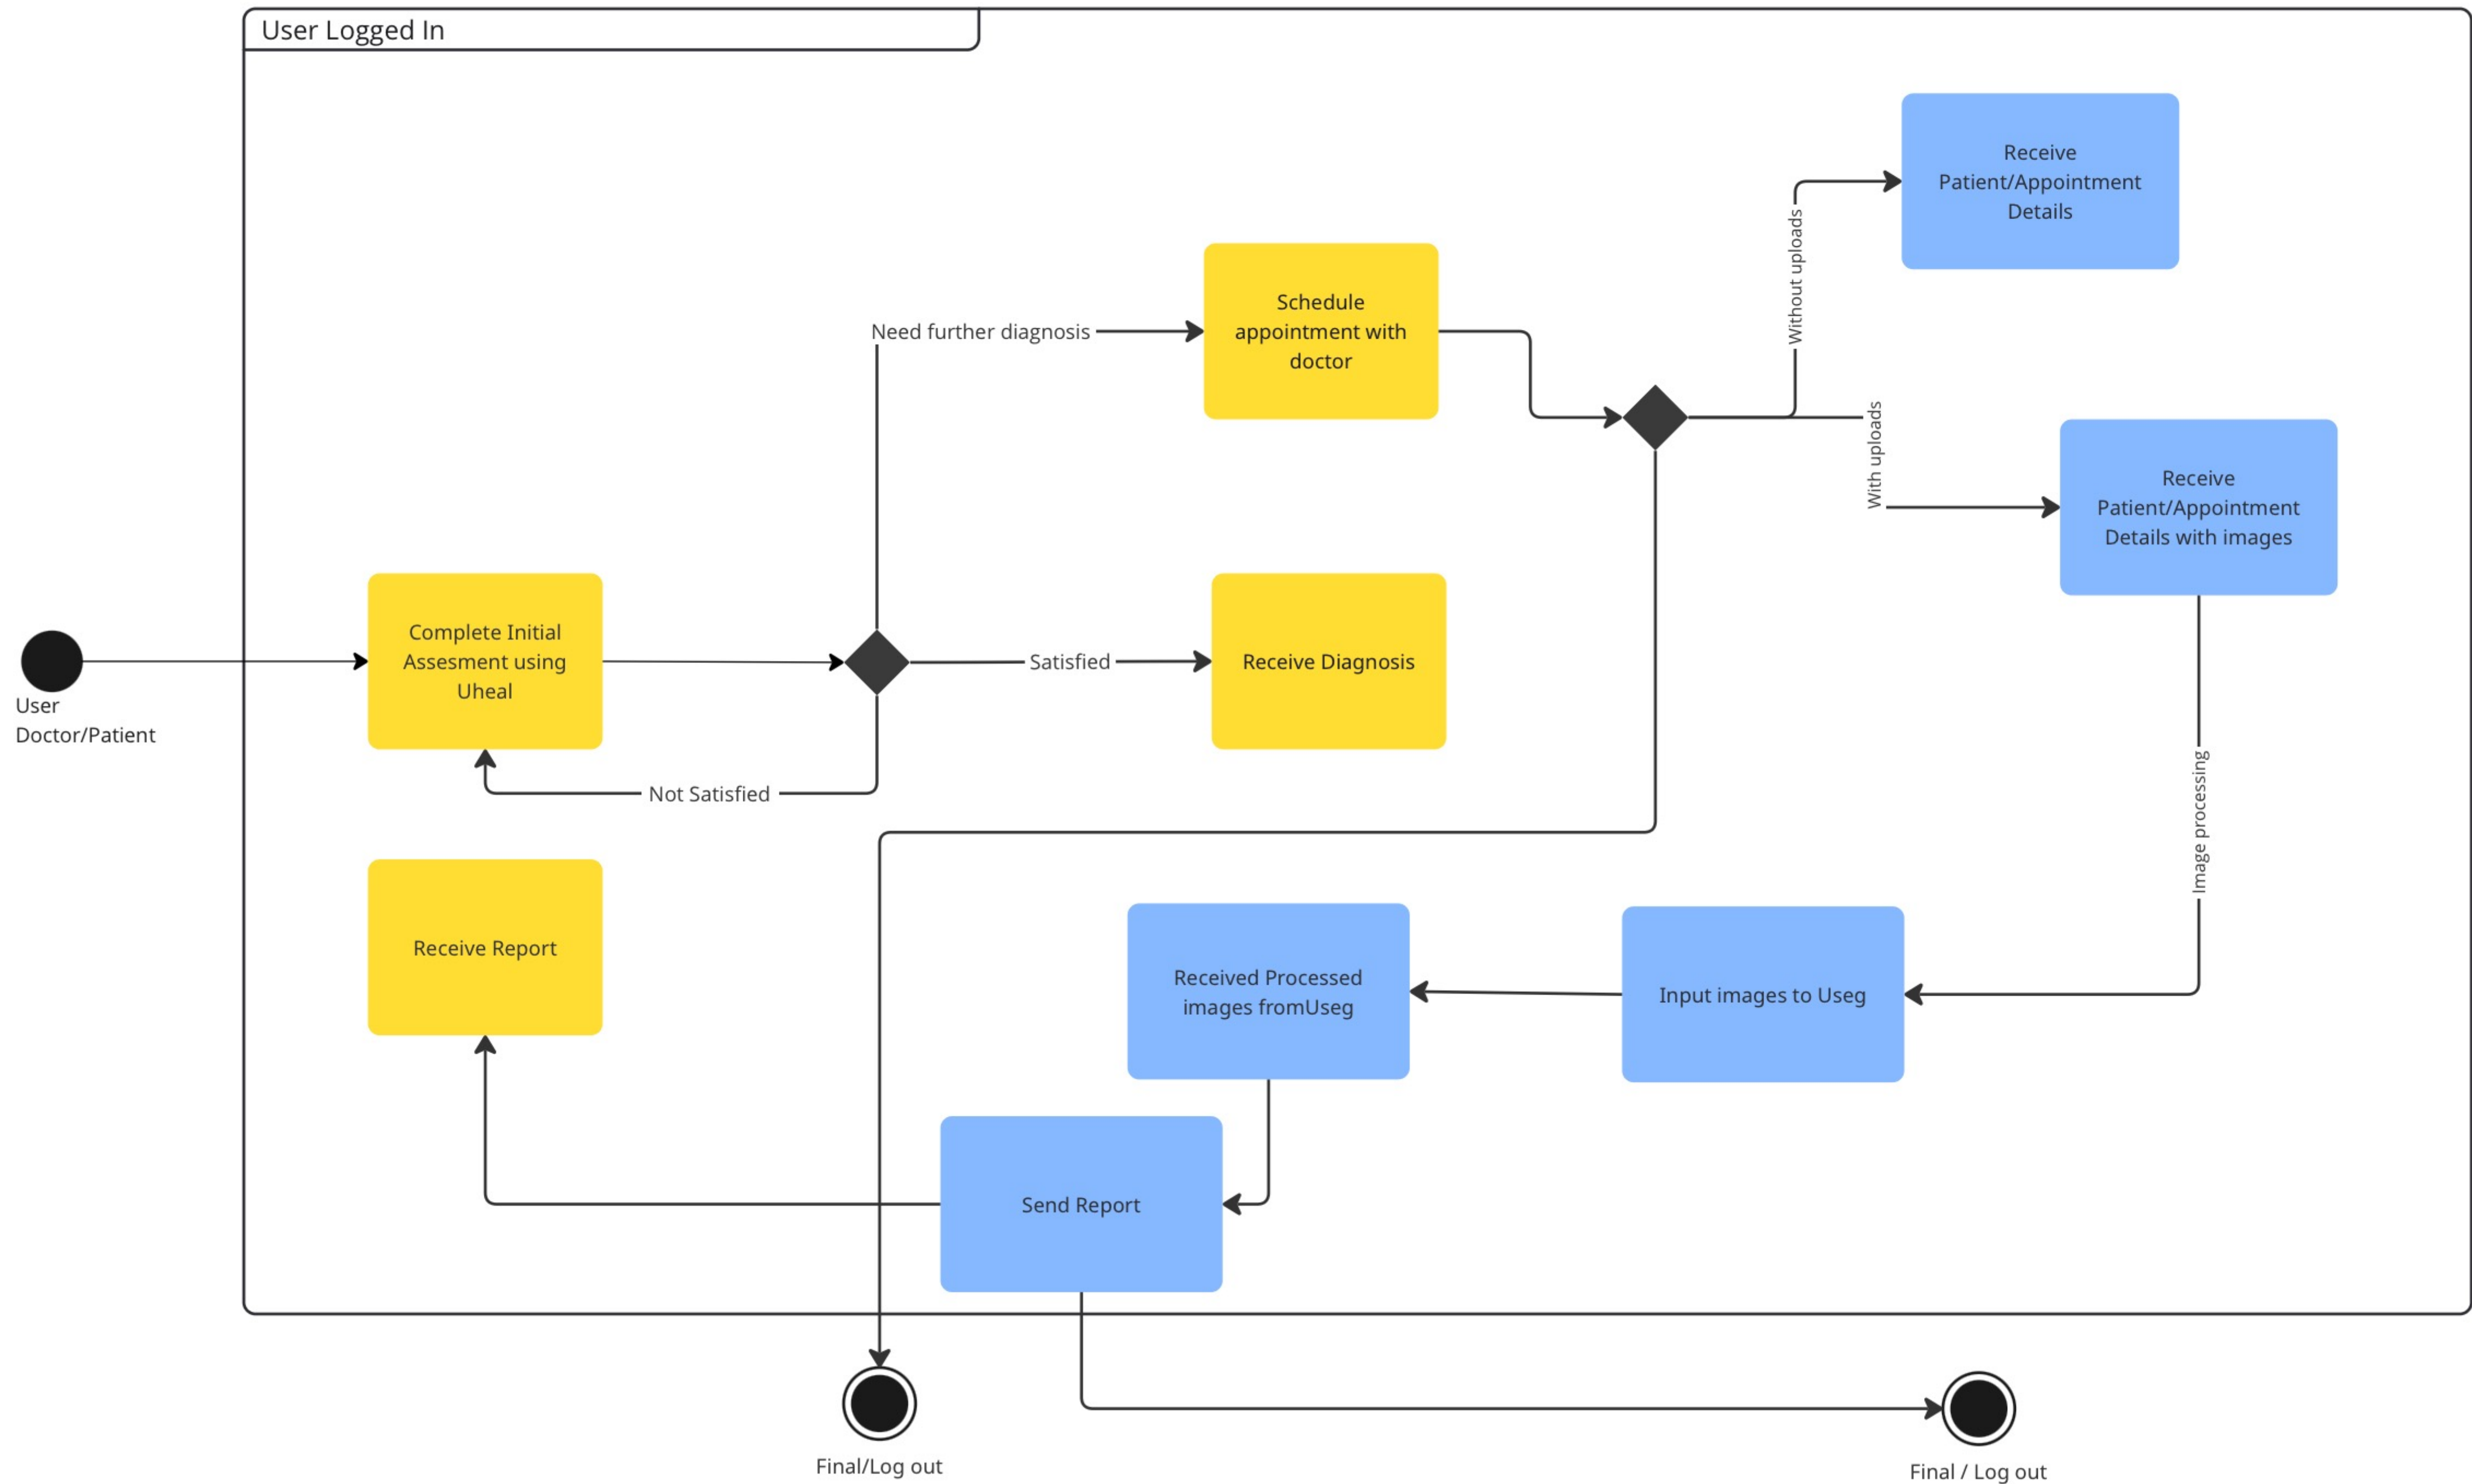 User Logged In
Receive
Patient/Appointment
Details
Without uploads
Schedule
appointment with
doctor
Need further diagnosis
With uploads
Receive
Patient/Appointment
Details with images
Complete Initial
Assesment using
Uheal
Satisfied
Receive Diagnosis
User
Doctor/Patient
Not Satisfied
Image processing
Receive Report
Received Processed
images fromUseg
Input images to Useg
Send Report
Final/Log out
Final / Log out